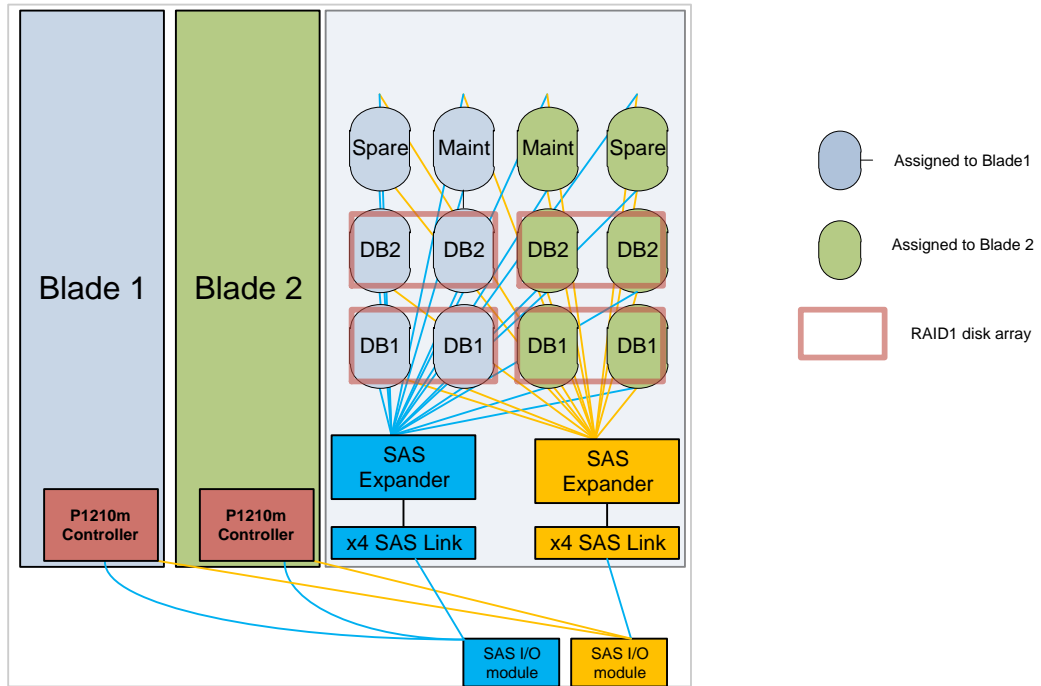 Blade 1
Blade 2
P1210m
Controller
P1210m
Controller
Spare
Maint
Maint
Spare
DB2
DB2
DB2
DB2
DB1
DB1
DB1
DB1
SAS
Expander
SAS
Expander
x4 SAS Link
x4 SAS Link
SAS I/O
module
SAS I/O
module
Assigned to Blade1
Assigned to Blade 2
RAID1 disk array